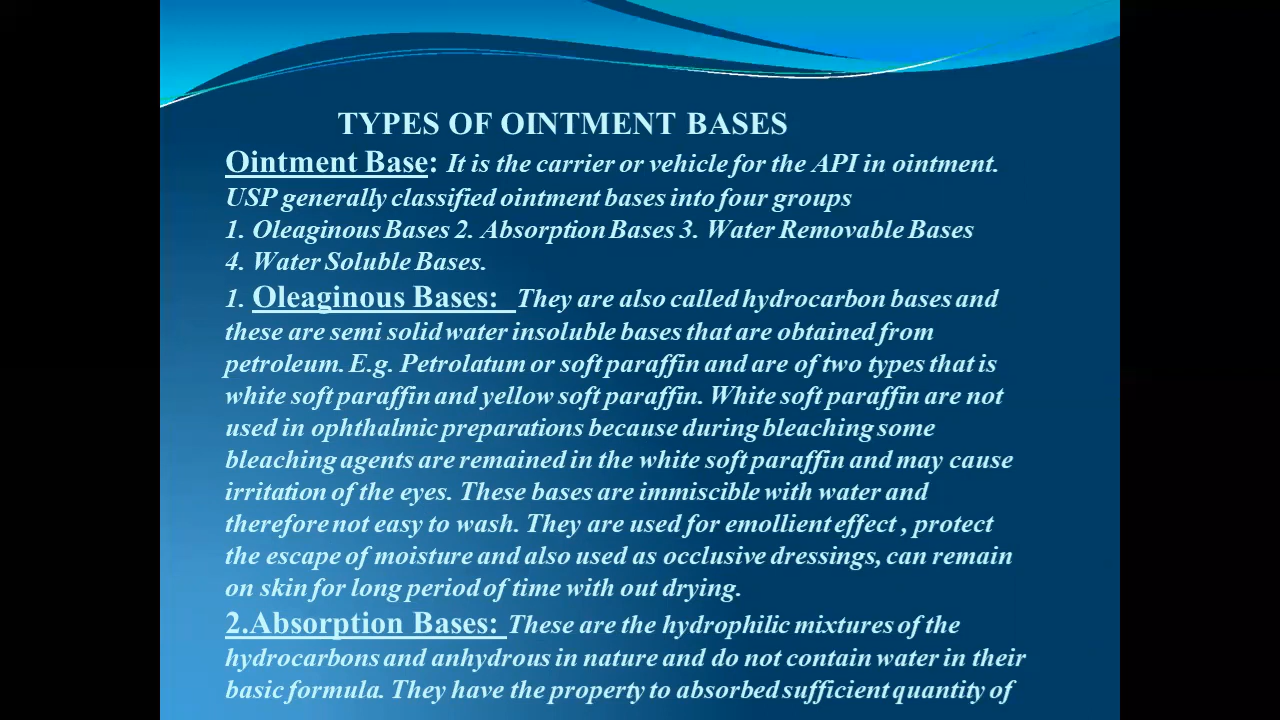 TYPES OF OINTMENT BASES
Ointment Base: It is the carrier or vehicle for the API in ointment.
USP generally classified ointment bases into four groups
1. Oleaginous Bases 2. Absorption Bases 3. Water Removable Bases
4. Water Soluble Bases.
1. Oleaginous Bases: They are also called hydrocarbon bases and
these are semi solid water insoluble bases that are obtained from
petroleum. E.g. Petrolatum or soft paraffin and are of two types that is
white soft paraffin and yellow soft paraffin. White soft paraffin are not
used in ophthalmic preparations because during bleaching some
bleaching agents are remained in the white soft paraffin and may cause
irritation of the eyes. These bases are immiscible with water and
therefore not easy to wash. They are used for emollient effect , protect
the escape of moisture and also used as occlusive dressings, can remain
on skin for long period of time with out drying.
2.Absorption Bases: These are the hydrophilic mixtures of the
hydrocarbons and anhydrous in nature and do not contain water in their
basic formula. They have the property to absorbed sufficient quantity of